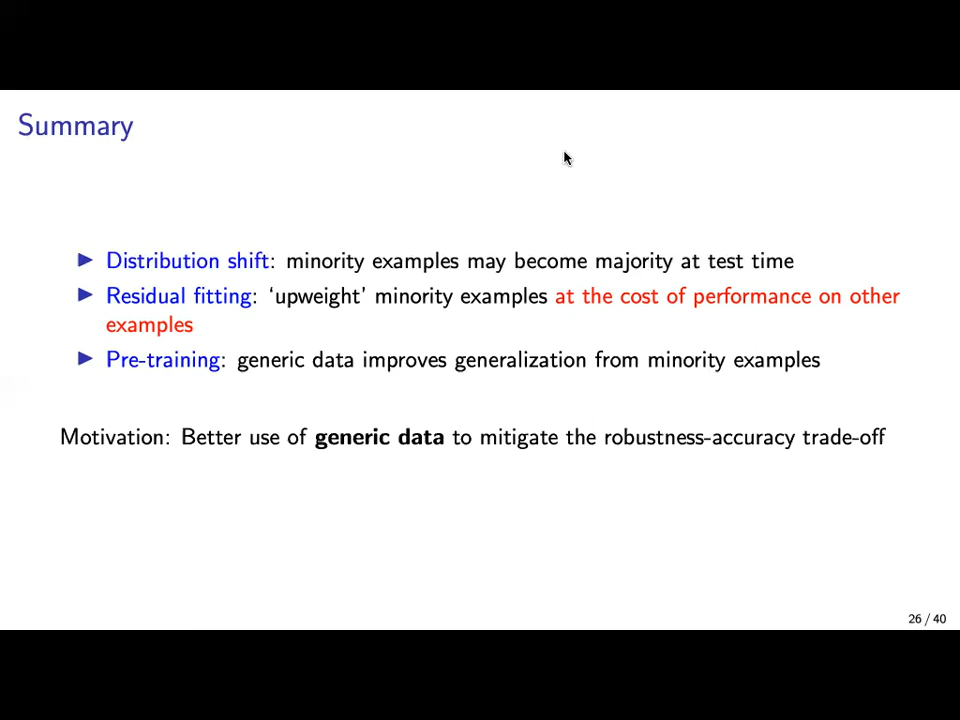 Summary
▶ Distribution shift: minority examples may become majority at test time
▶ Residual fitting: ‘upweight’ minority examples at the cost of performance on other
examples
▶ Pre-training: generic data improves generalization from minority examples
Motivation: Better use of generic data to mitigate the robustness-accuracy trade-off
26 / 40